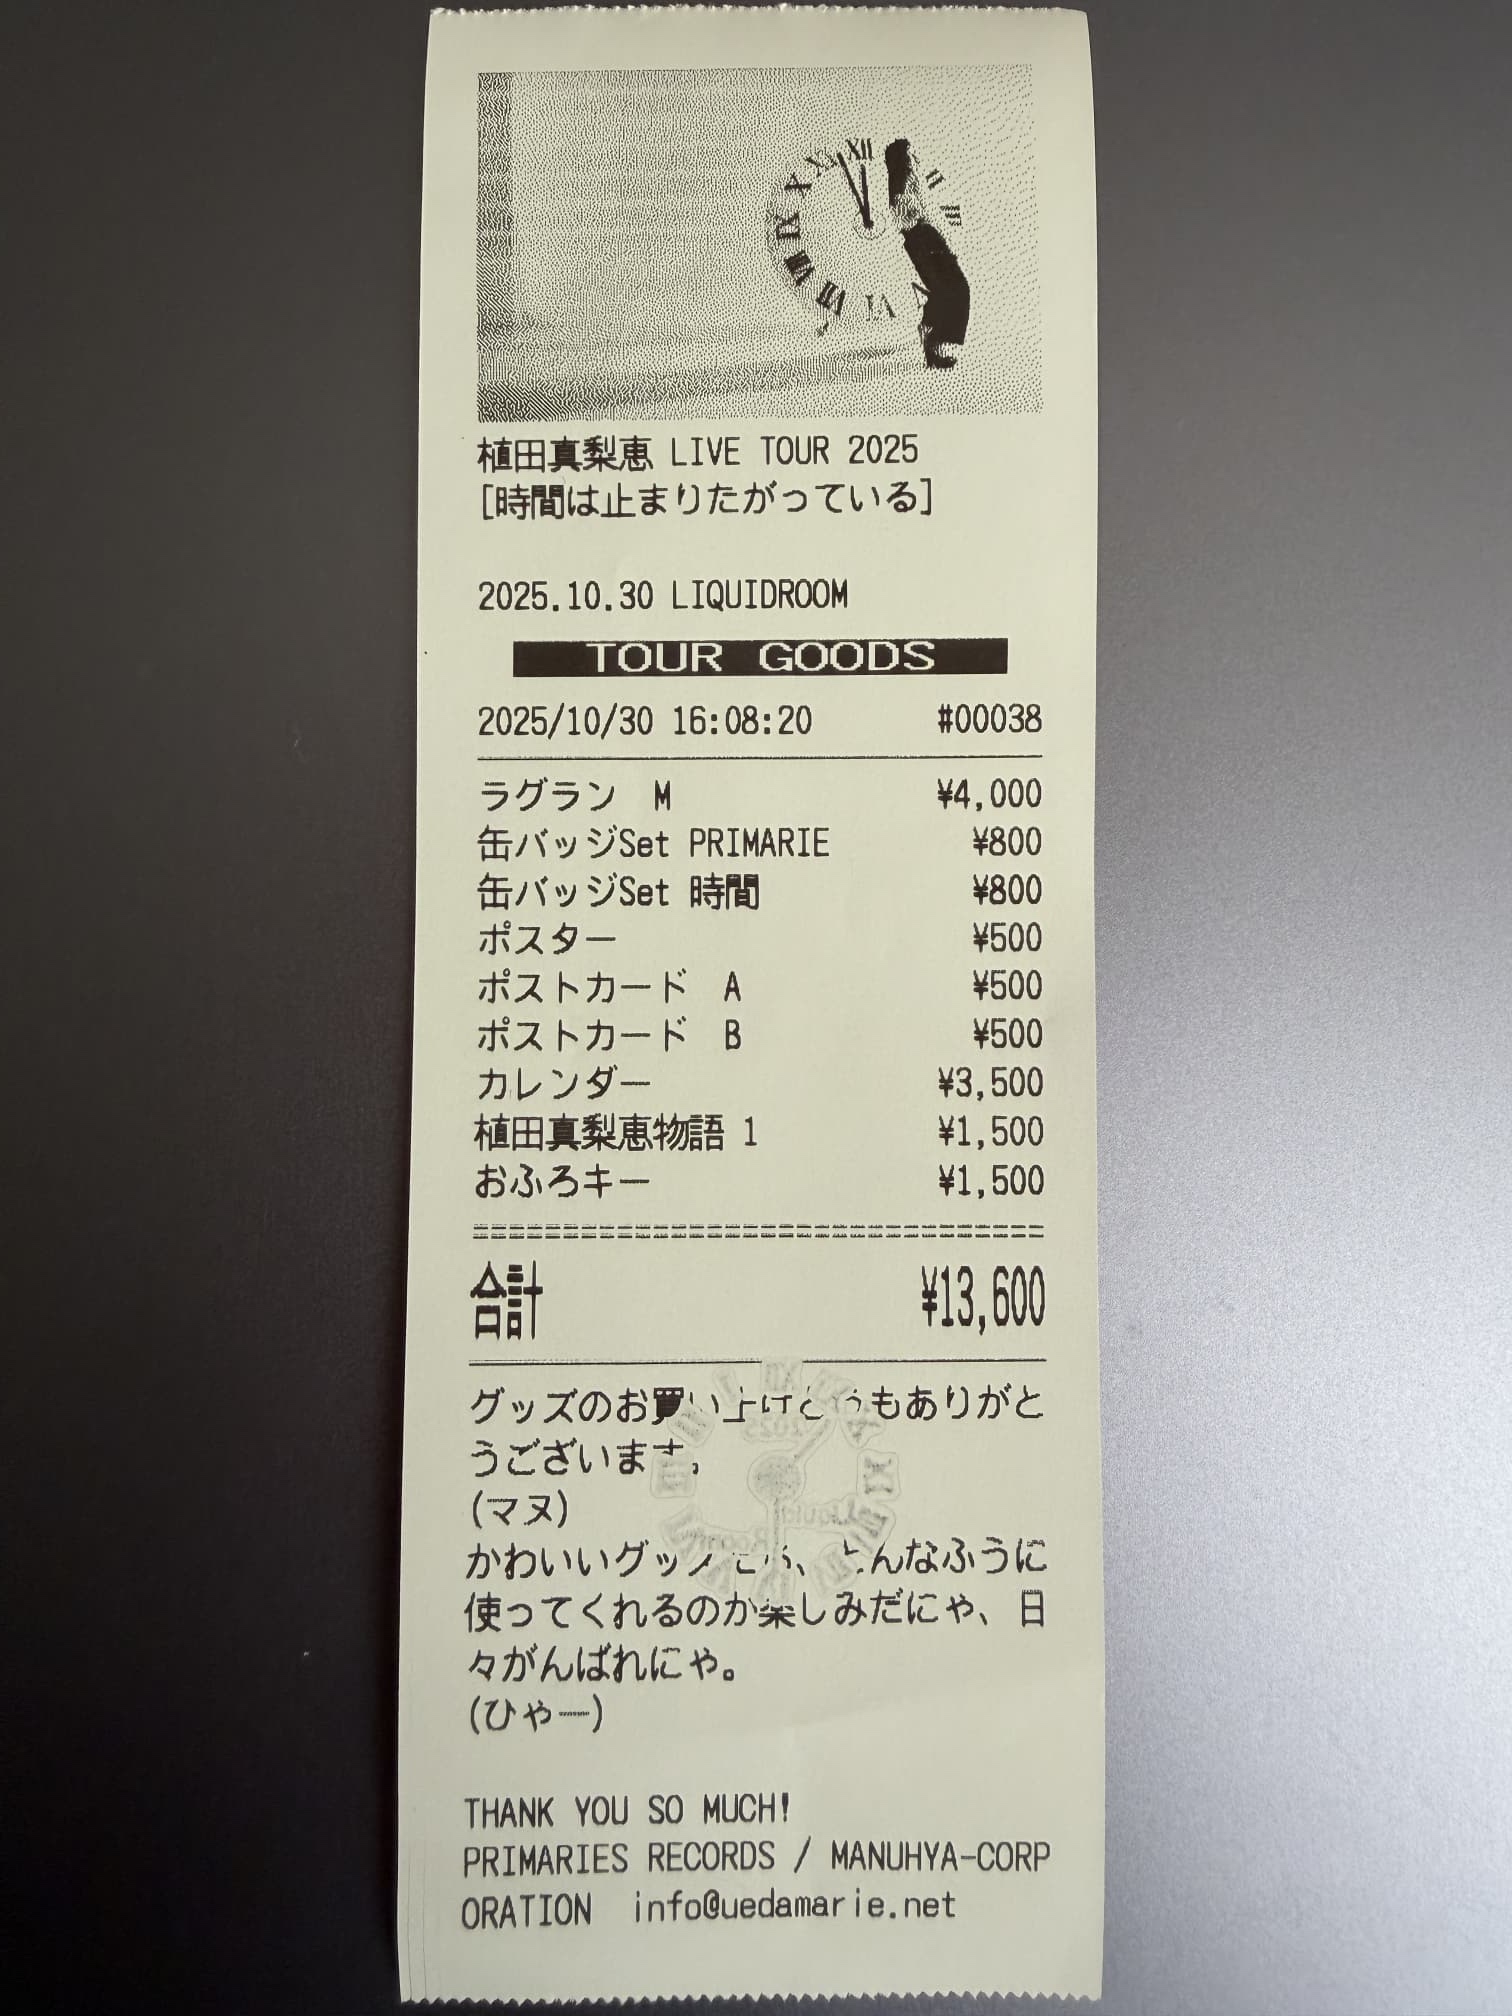 植田真梨恵 LIVE TOUR 2025
[時間は止まりたがっている]
2025.10.30 LIQUIDROOM
TOUR GOODS
2025/10/30 16:08:20 #00038
ラグラン M ¥4,000
缶バッジSet PRIMARIE ¥800
缶バッジSet 時間 ¥800
ポスター ¥500
ポストカード A ¥500
ポストカード B ¥500
カレンダー ¥3,500
植田真梨恵物語 1 ¥1,500
おふろキー ¥1,500
合計 ¥13,600
グッズのお買い上げどうもありがと
うございます。
(マヌ)
かわいいグッズ んなふうに
使ってくれるのか楽しみだにゃ、日
々がんばれにゃ。
(ひゃー)
THANK YOU SO MUCH!
PRIMARIES RECORDS / MANUHYA-CORP
ORATION info@uedamarie.net